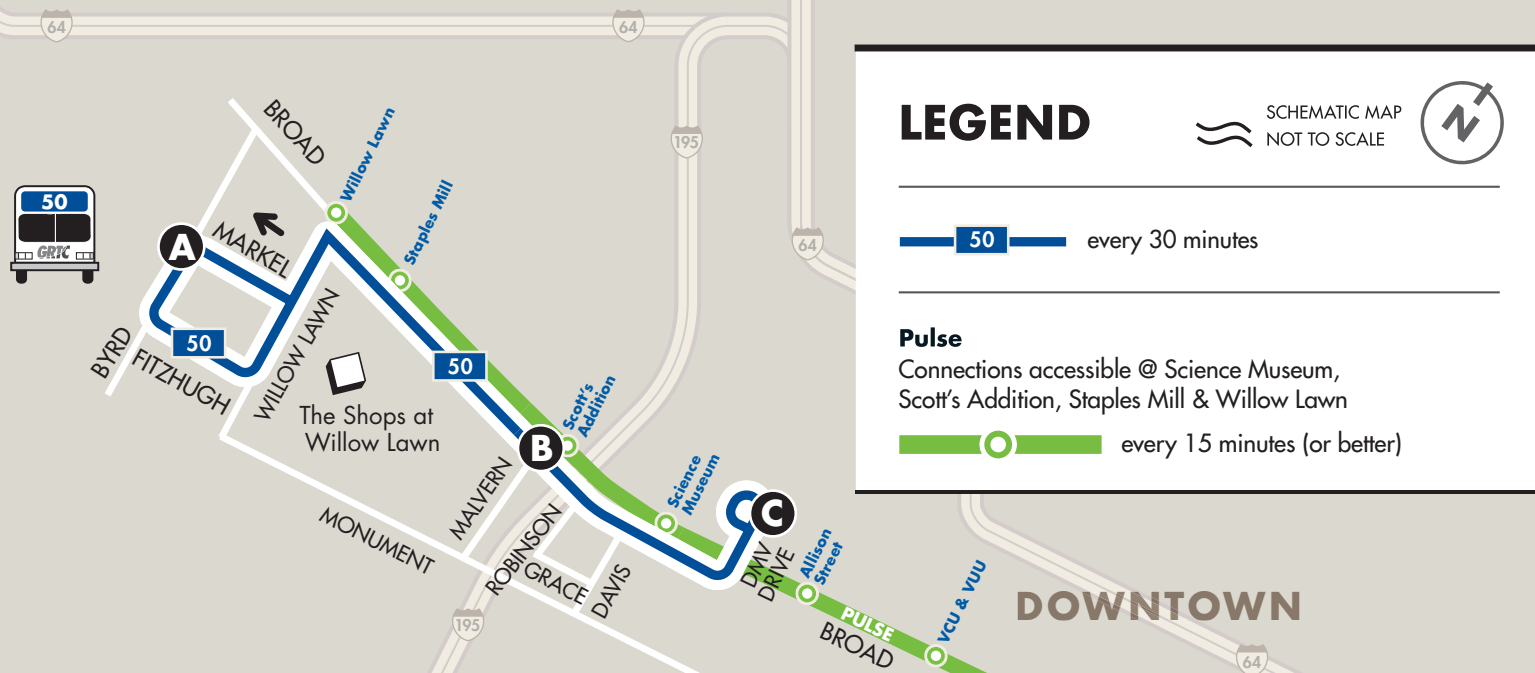 64
64
195
64
195
64
BROAD
Willow Lawn
Staples Mill
50
GRTC
A
MARKEL
50
BYRD
FITZHUGH
WILLOW LAWN
50
The Shops at
Willow Lawn
Scott's
Addition
B
MALVERN
MONUMENT
ROBINSON
GRACE
DAVIS
Science
Museum
C
DMV
DRIVE
Allison
Street
PULSE
BROAD
VCU & VUU
DOWNTOWN
LEGEND
SCHEMATIC MAP
NOT TO SCALE
N
50
every 30 minutes
Pulse
Connections accessible @ Science Museum,
Scott's Addition, Staples Mill & Willow Lawn
every 15 minutes (or better)